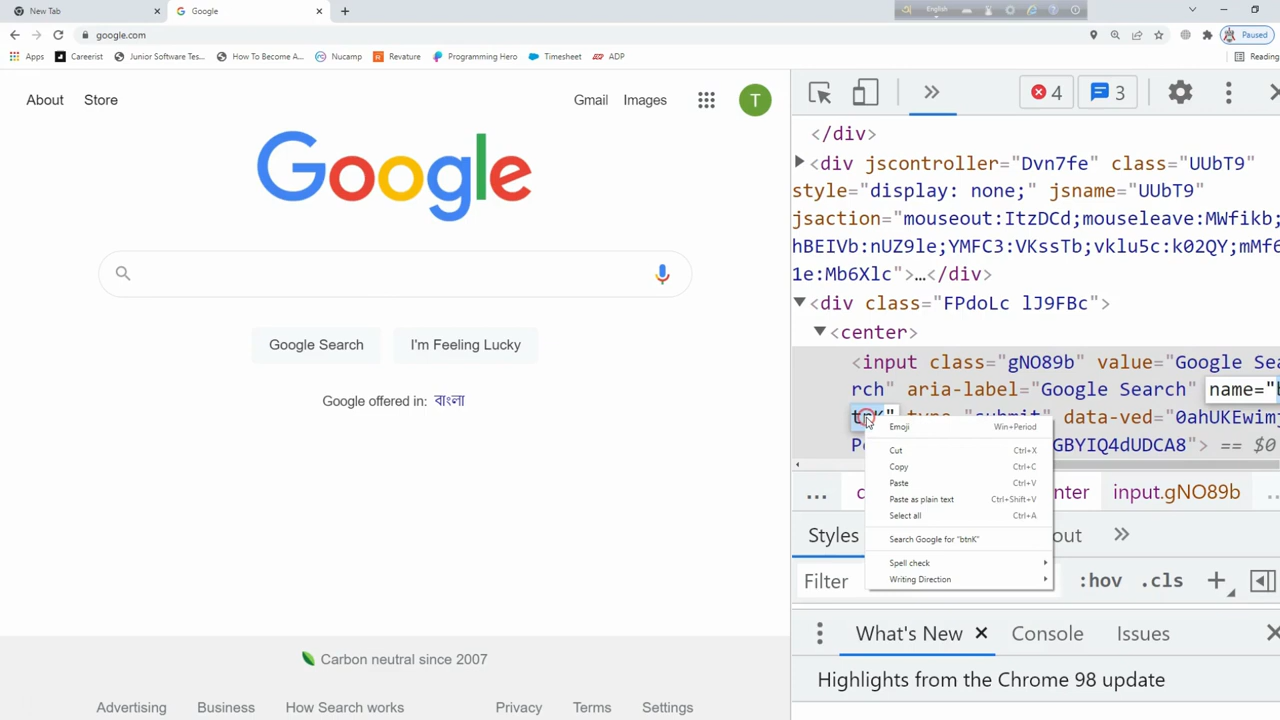 New Tab
Google
English
google.com
Paused
Apps
Careerist
Junior Software Tes...
How To Become A...
Nucamp
Revature
Programming Hero
Timesheet
ADP
Reading
About
Store
Gmail
Images
T
Google
Google Search
I'm Feeling Lucky
Google offered in: বাংলা
Carbon neutral since 2007
Advertising
Business
How Search works
Privacy
Terms
Settings
4
3
</div>
<div jscontroller="Dvn7fe" class="UUbT9"
style="display: none;" jsname="UUbT9"
jsaction="mouseout:ItzDCd;mouseleave:MWfikb;
hBEIVb:nUZ9le;YMFC3:VKssTb;vklu5c:k02QY;mMf6
1e:Mb6Xlc">…</div>
<div class="FPdoLc lJ9FBc">
<center>
<input class="gNO89b" value="Google Sea
rch" aria-label="Google Search" name="b
tnK" type="submit" data-ved="0ahUKEwim
GBYIQ4dUDCA8"> == $0
Emoji Win+Period
Cut Ctrl+X
Copy Ctrl+C
Paste Ctrl+V
Paste as plain text Ctrl+Shift+V
Select all Ctrl+A
Search Google for "btnK"
Spell check
Writing Direction
... nter input.gNO89b
Styles out
Filter :hov .cls +
What's New
Console
Issues
Highlights from the Chrome 98 update